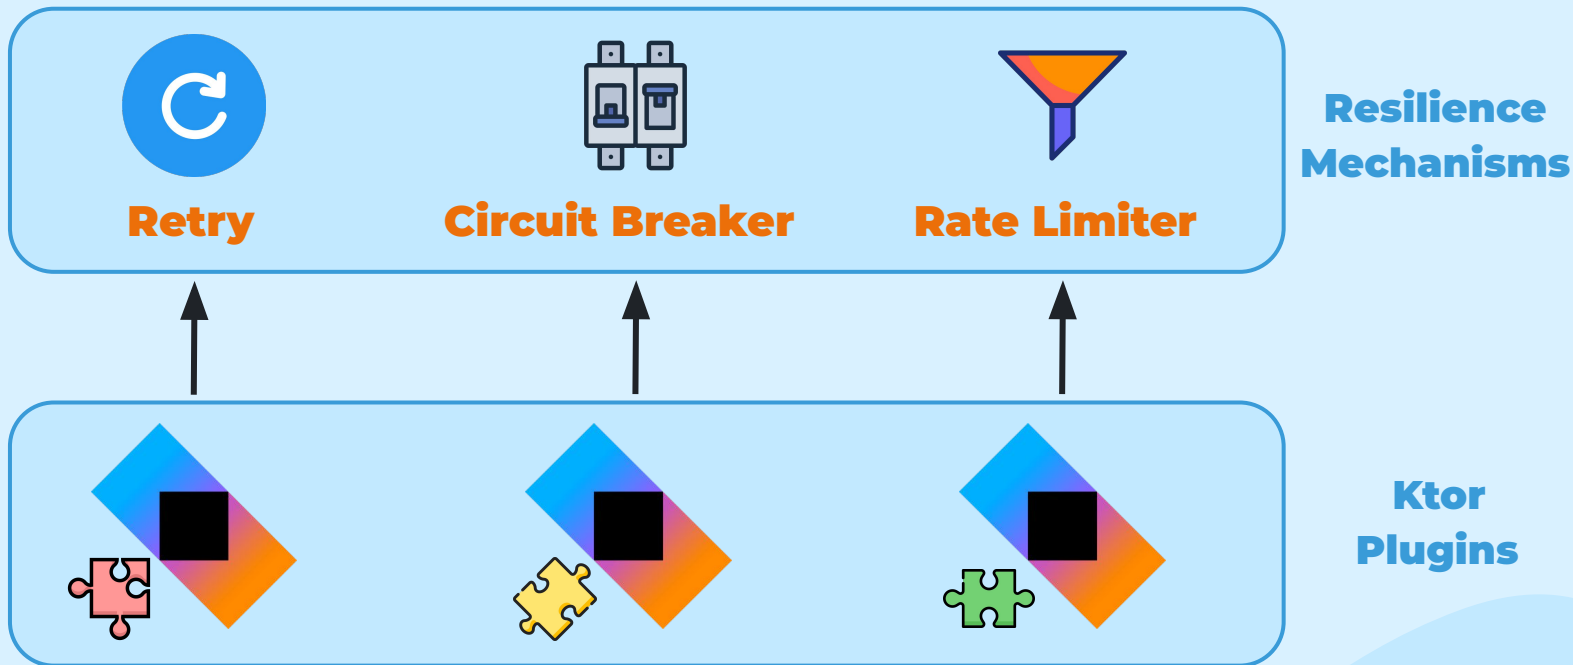 Resilience
Mechanisms
Retry
Circuit Breaker
Rate Limiter
Ktor
Plugins